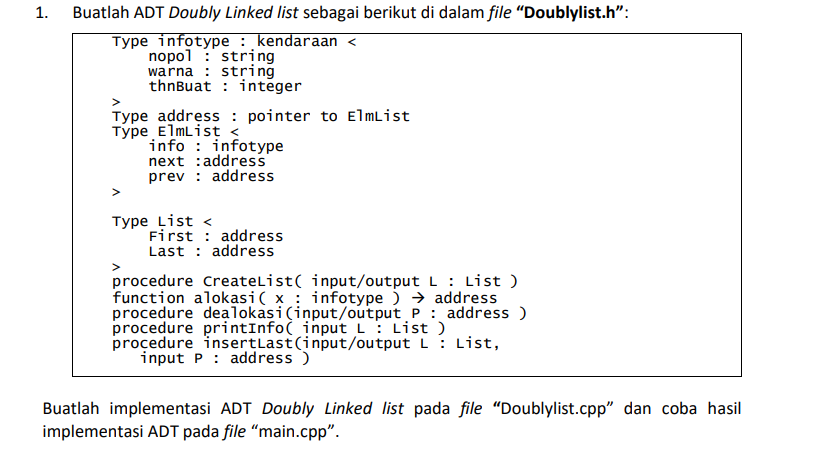 1. Buatlah ADT Doubly Linked list sebagai berikut di dalam file “Doublylist.h”:
Type infotype : kendaraan <
nopol : string
warna : string
thnBuat : integer
>
Type address : pointer to ElmList
Type ElmList <
info : infotype
next :address
prev : address
>
Type List <
First : address
Last : address
>
procedure CreateList( input/output L : List )
function alokasi( x : infotype ) → address
procedure dealokasi(input/output P : address )
procedure printInfo( input L : List )
procedure insertLast(input/output L : List,
input P : address )
Buatlah implementasi ADT Doubly Linked list pada file “Doublylist.cpp” dan coba hasil
implementasi ADT pada file “main.cpp”.